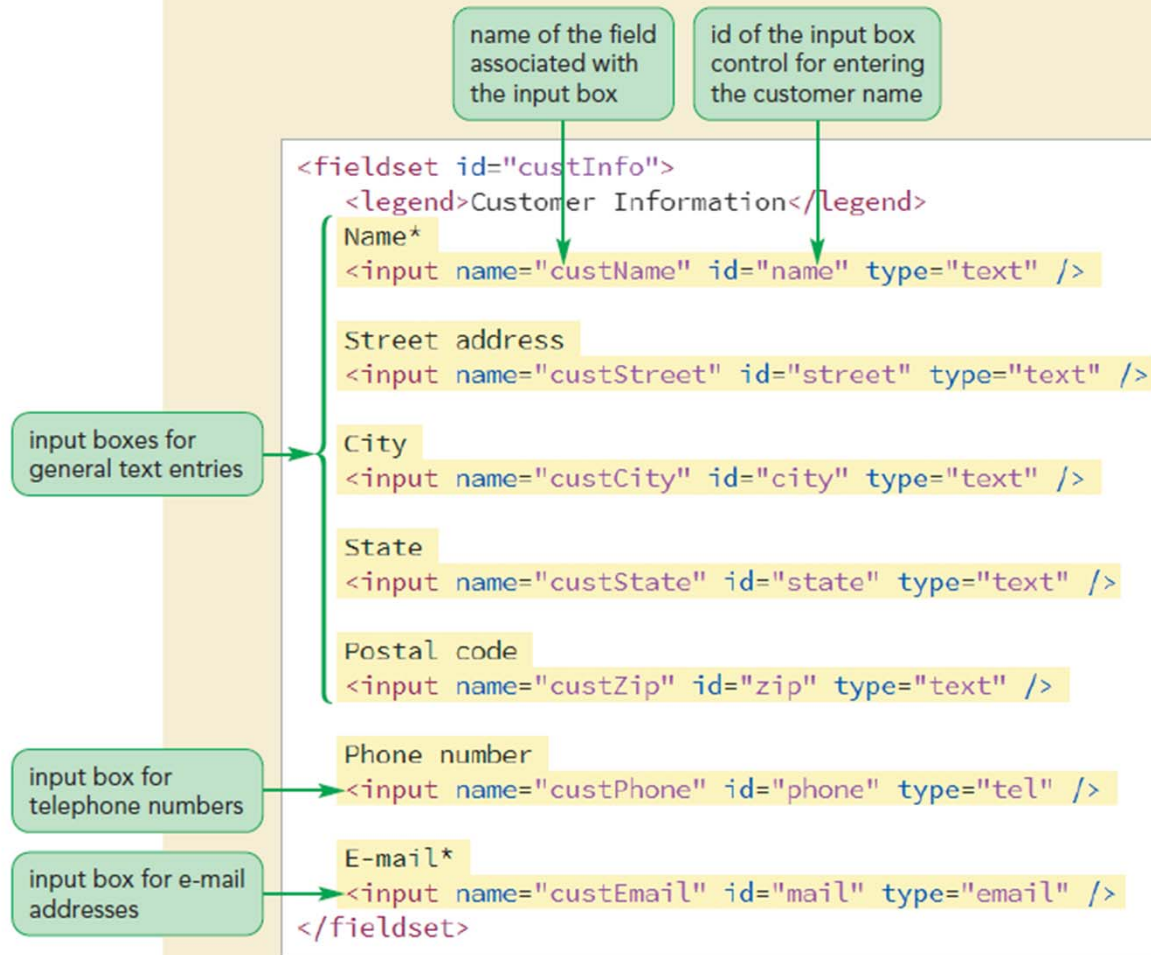 name of the field
associated with
the input box
id of the input box
control for entering
the customer name
<fieldset id="custInfo">
<legend>Customer Information</legend>
Name*
<input name="custName" id="name" type="text" />
Street address
<input name="custStreet" id="street" type="text" />
input boxes for
general text entries
City
<input name="custCity" id="city" type="text" />
State
<input name="custState" id="state" type="text" />
Postal code
<input name="custZip" id="zip" type="text" />
input box for
telephone numbers
Phone number
<input name="custPhone" id="phone" type="tel" />
input box for e-mail
addresses
E-mail*
<input name="custEmail" id="mail" type="email" />
</fieldset>